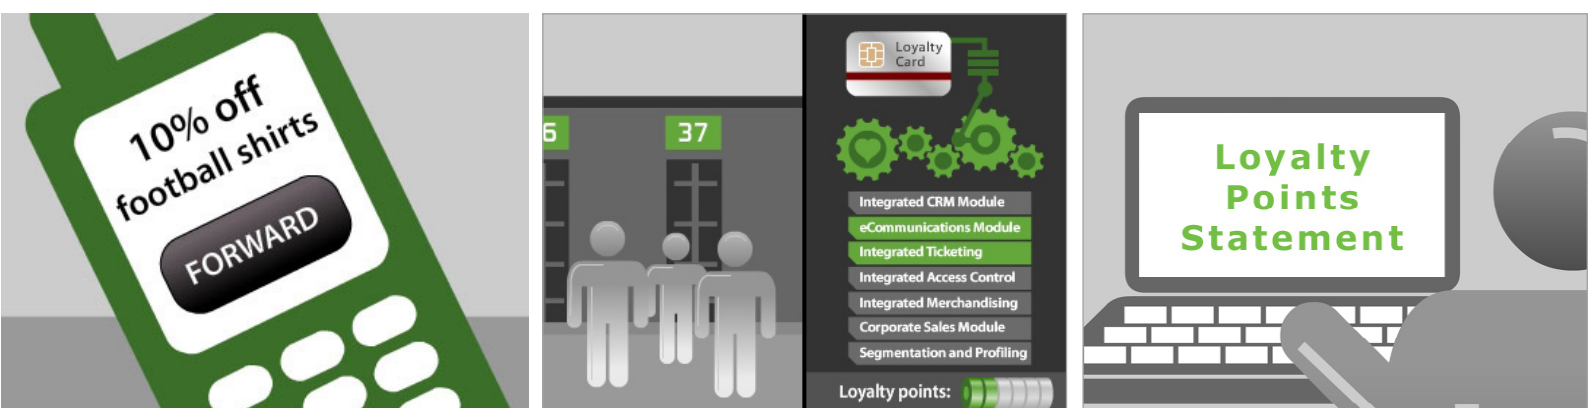 10% off
football shirts
FORWARD
6
37
Loyalty
Card
Integrated CRM Module
eCommunications Module
Integrated Ticketing
Integrated Access Control
Integrated Merchandising
Corporate Sales Module
Segmentation and Profiling
Loyalty points:
Loyalty
Points
Statement